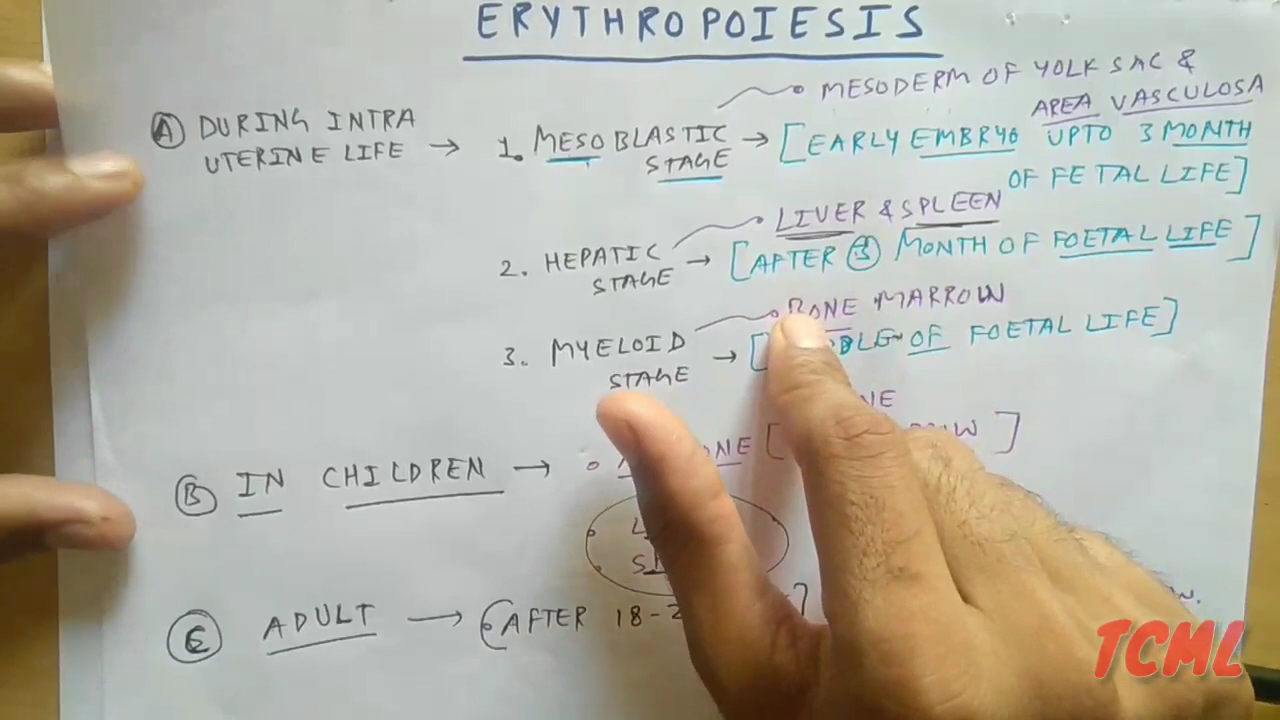 ERYTHROPOIESIS
MESODERM OF YOLK SAC &
AREA VASCULOSA
Ⓐ DURING INTRA
UTERINE LIFE →
1. MESOBLASTIC → [EARLY EMBRYO UPTO 3 MONTH
STAGE
OF FETAL LIFE]
LIVER & SPLEEN
2. HEPATIC → [AFTER ③ MONTH OF FOETAL LIFE]
STAGE
BONE MARROW
3. MYELOID → [ OF FOETAL LIFE]
STAGE
Ⓑ IN CHILDREN → [ ]
Ⓒ ADULT → (AFTER 18- ]
TCML